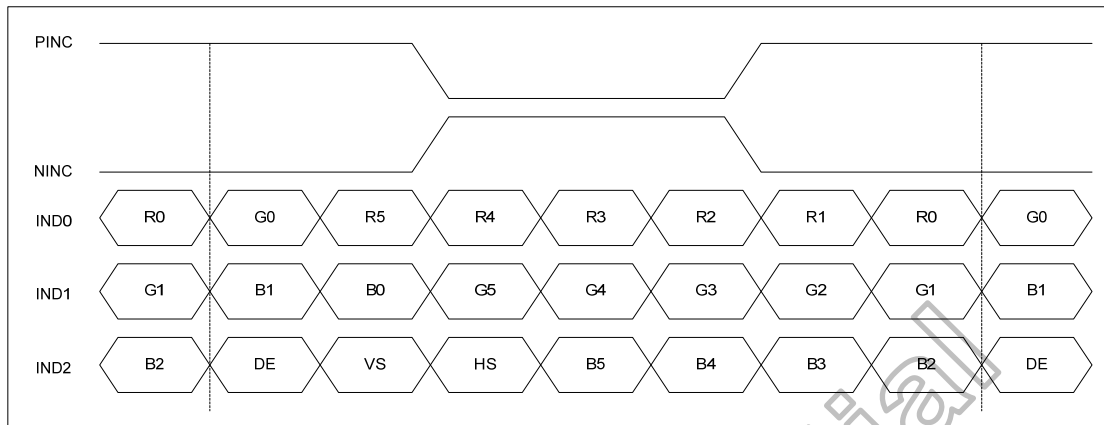 PINC
NINC
IND0 R0 G0 R5 R4 R3 R2 R1 R0 G0
IND1 G1 B1 B0 G5 G4 G3 G2 G1 B1
IND2 B2 DE VS HS B5 B4 B3 B2 DE
ial